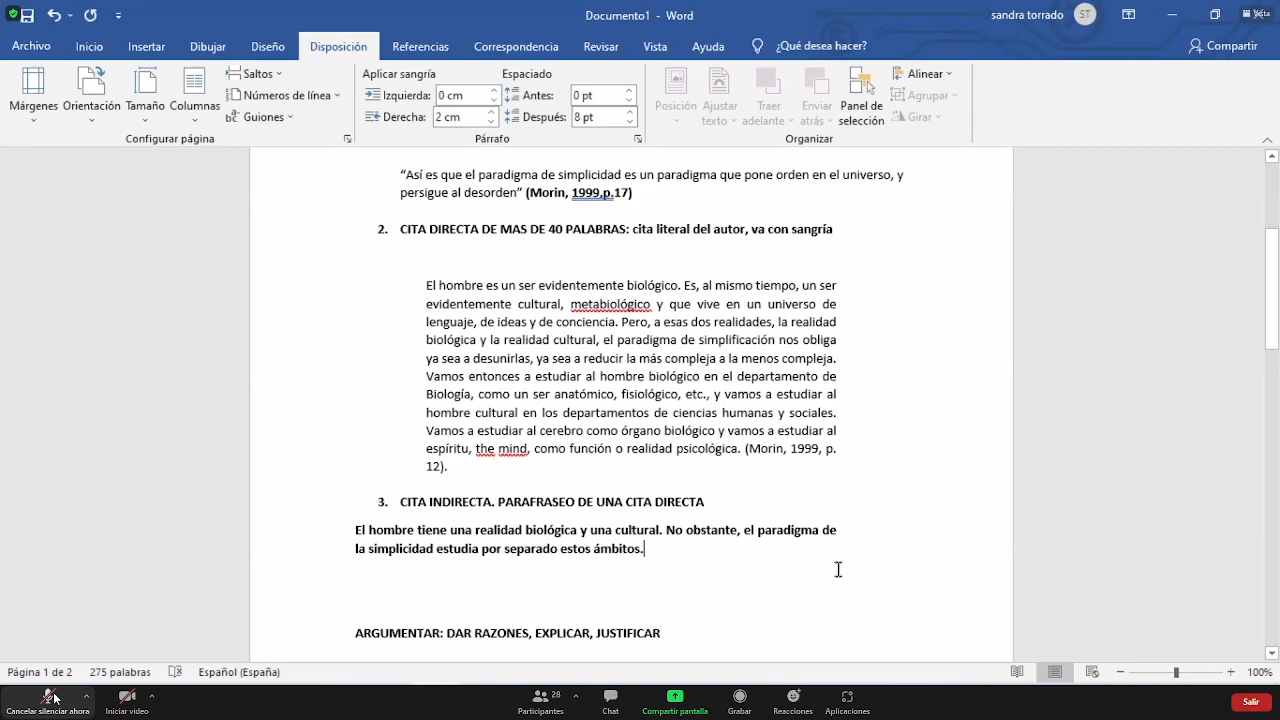 Documento1 - Word
sandra torrado
ST
Archivo Inicio Insertar Dibujar Diseño Disposición Referencias Correspondencia Revisar Vista Ayuda ¿Qué desea hacer? Compartir
Aplicar sangría Espaciado
Márgenes Orientación Tamaño Columnas
Saltos
Números de línea
Guiones
Izquierda: 0 cm
Derecha: 2 cm
Antes: 0 pt
Después: 8 pt
Posición Ajustar texto Traer adelante Enviar atrás Panel de selección
Alinear
Agrupar
Girar
Configurar página Párrafo Organizar
“Así es que el paradigma de simplicidad es un paradigma que pone orden en el universo, y
persigue al desorden” (Morin, 1999,p.17)
2. CITA DIRECTA DE MAS DE 40 PALABRAS: cita literal del autor, va con sangría
El hombre es un ser evidentemente biológico. Es, al mismo tiempo, un ser
evidentemente cultural, metabiológico y que vive en un universo de
lenguaje, de ideas y de conciencia. Pero, a esas dos realidades, la realidad
biológica y la realidad cultural, el paradigma de simplificación nos obliga
ya sea a desunirlas, ya sea a reducir la más compleja a la menos compleja.
Vamos entonces a estudiar al hombre biológico en el departamento de
Biología, como un ser anatómico, fisiológico, etc., y vamos a estudiar al
hombre cultural en los departamentos de ciencias humanas y sociales.
Vamos a estudiar al cerebro como órgano biológico y vamos a estudiar al
espíritu, the mind, como función o realidad psicológica. (Morin, 1999, p.
12).
3. CITA INDIRECTA. PARAFRASEO DE UNA CITA DIRECTA
El hombre tiene una realidad biológica y una cultural. No obstante, el paradigma de
la simplicidad estudia por separado estos ámbitos.
ARGUMENTAR: DAR RAZONES, EXPLICAR, JUSTIFICAR
Página 1 de 2 275 palabras Español (España) 100%
Cancelar silenciar ahora Iniciar video Participantes 28 Chat Compartir pantalla Grabar Reacciones Aplicaciones Salir